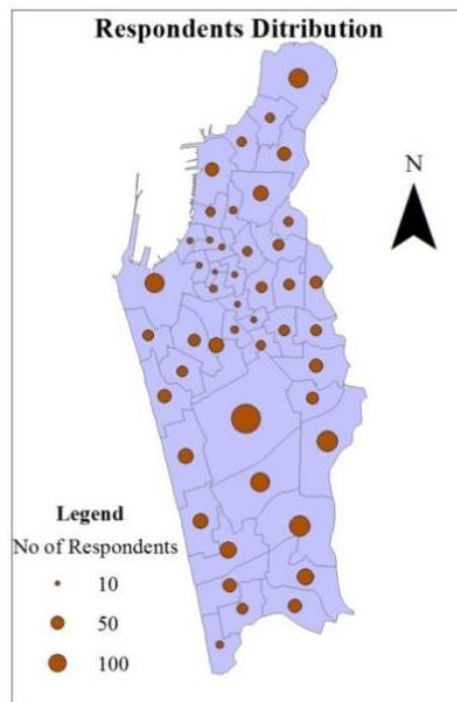 Respondents Ditribution
N
Legend
No of Respondents
10
50
100